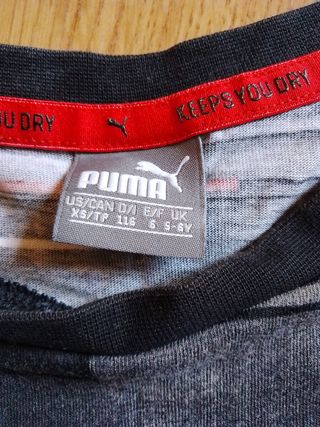 OU DRY
KEEPS YOU DRY
PUMA
US/CAN D/I E/F UK
XS/TP 116 6 5-6Y